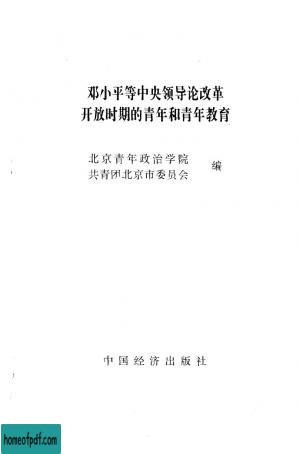 邓小平等中央领导论改革
开放时期的青年和青年教育
北京青年政治学院
共青团北京市委员会
编
中国经济出版社
homeofpdf.com